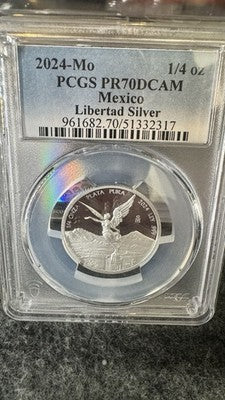 2024-Mo 1/4 oz
PCGS PR70DCAM
Mexico
Libertad Silver
961682.70/51332317
PLATA PURA